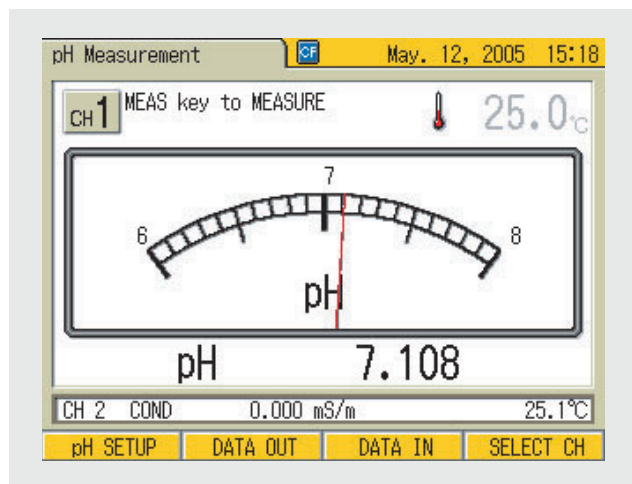 pH Measurement CF May. 12, 2005 15:18
CH1 MEAS key to MEASURE 25.0℃
7
6 8
pH
pH 7.108
CH 2 COND 0.000 mS/m 25.1℃
pH SETUP DATA OUT DATA IN SELECT CH